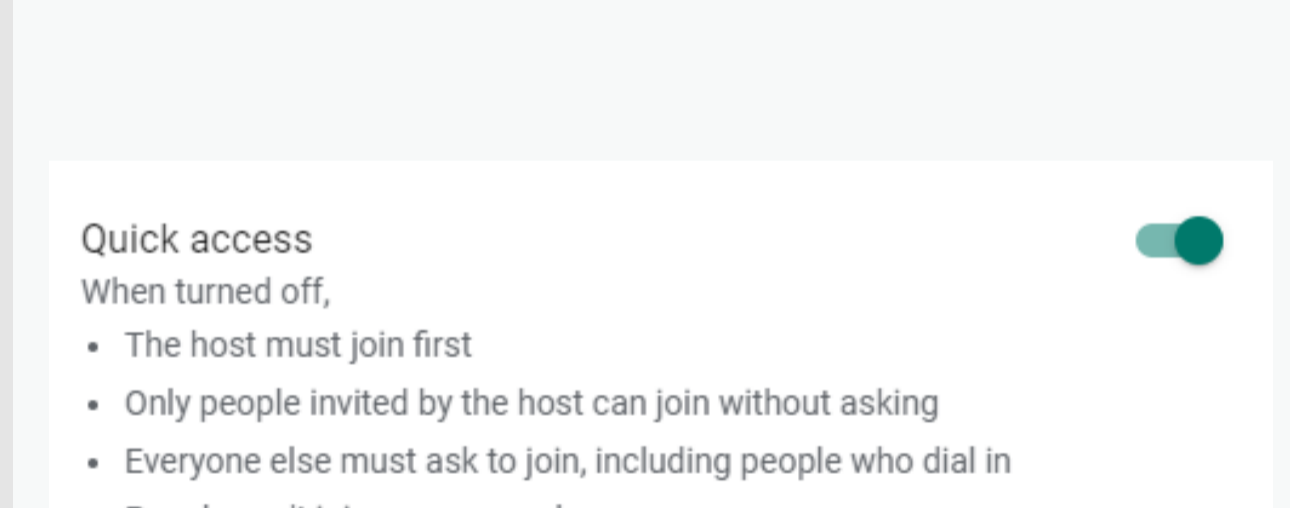 Quick access
When turned off,
• The host must join first
• Only people invited by the host can join without asking
• Everyone else must ask to join, including people who dial in